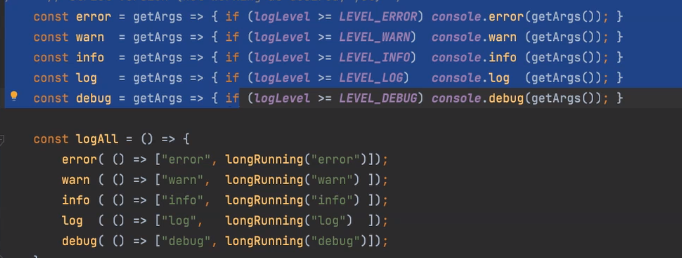 const error = getArgs => { if (logLevel >= LEVEL_ERROR) console.error(getArgs()); }
const warn  = getArgs => { if (logLevel >= LEVEL_WARN)  console.warn (getArgs()); }
const info  = getArgs => { if (logLevel >= LEVEL_INFO)  console.info (getArgs()); }
const log   = getArgs => { if (logLevel >= LEVEL_LOG)   console.log  (getArgs()); }
const debug = getArgs => { if (logLevel >= LEVEL_DEBUG) console.debug(getArgs()); }
const logAll = () => {
error( () => ["error", longRunning("error")]);
warn ( () => ["warn",  longRunning("warn") ]);
info ( () => ["info",  longRunning("info") ]);
log  ( () => ["log",   longRunning("log")  ]);
debug( () => ["debug", longRunning("debug")]);